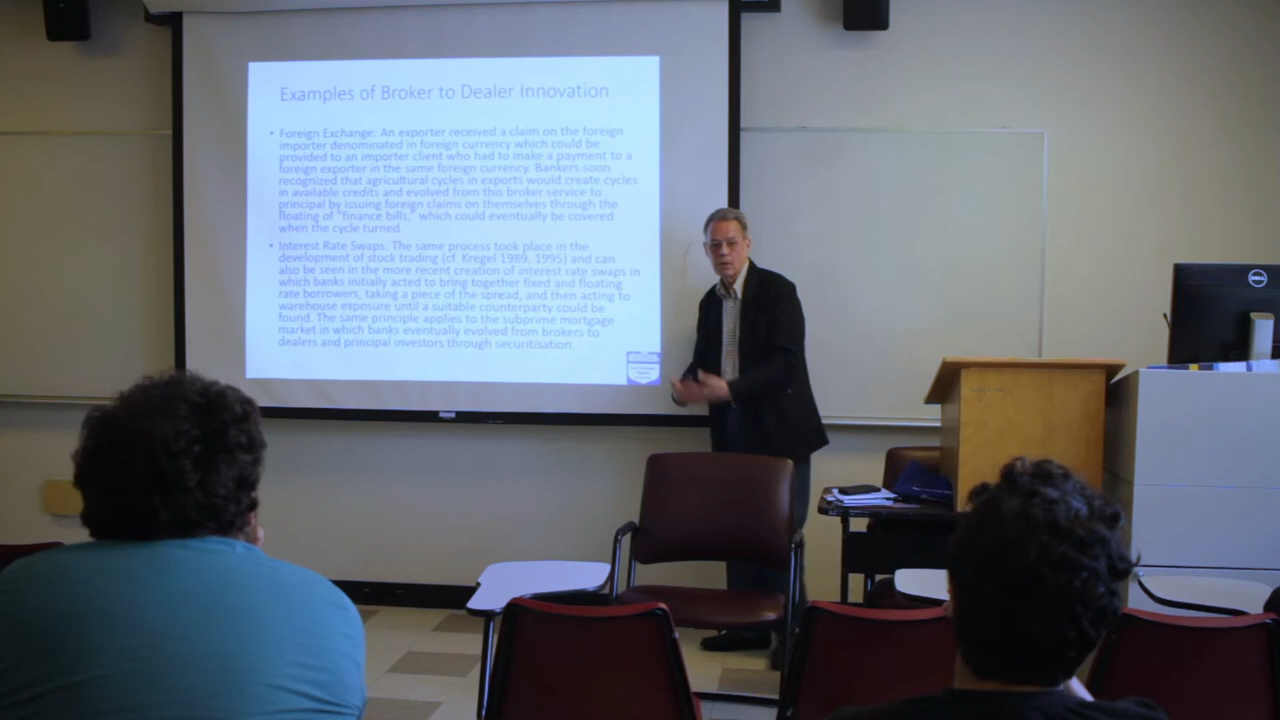 Examples of Broker to Dealer Innovation
• Foreign Exchange: An exporter received a claim on the foreign
importer denominated in foreign currency which could be
provided to an importer client who had to make a payment to a
foreign exporter in the same foreign currency. Bankers soon
recognized that agricultural cycles in exports would create cycles
in available credits and evolved from this broker service to
principal by issuing foreign claims on themselves through the
floating of "finance bills," which could eventually be covered
when the cycle turned.
• Interest Rate Swaps: The same process took place in the
development of stock trading (cf. Kregel 1989, 1995) and can
also be seen in the more recent creation of interest rate swaps in
which banks initially acted to bring together fixed and floating
rate borrowers, taking a piece of the spread, and then acting to
warehouse exposure until a suitable counterparty could be
found. The same principle applies to the subprime mortgage
market in which banks eventually evolved from brokers to
dealers and principal investors through securitisation.
DELL